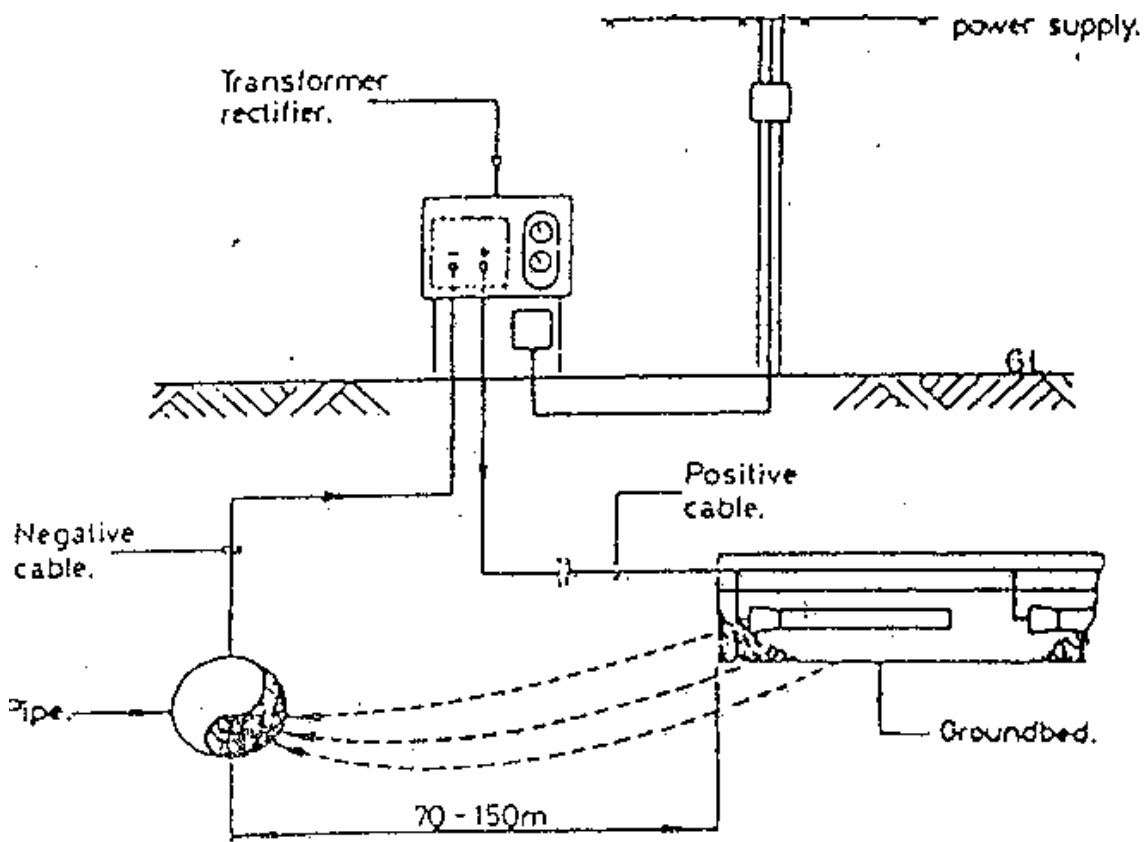 power supply.
Transformer
rectifier.
- +
GL
Positive
cable.
Negative
cable.
Pipe.
Groundbed.
70 - 150m